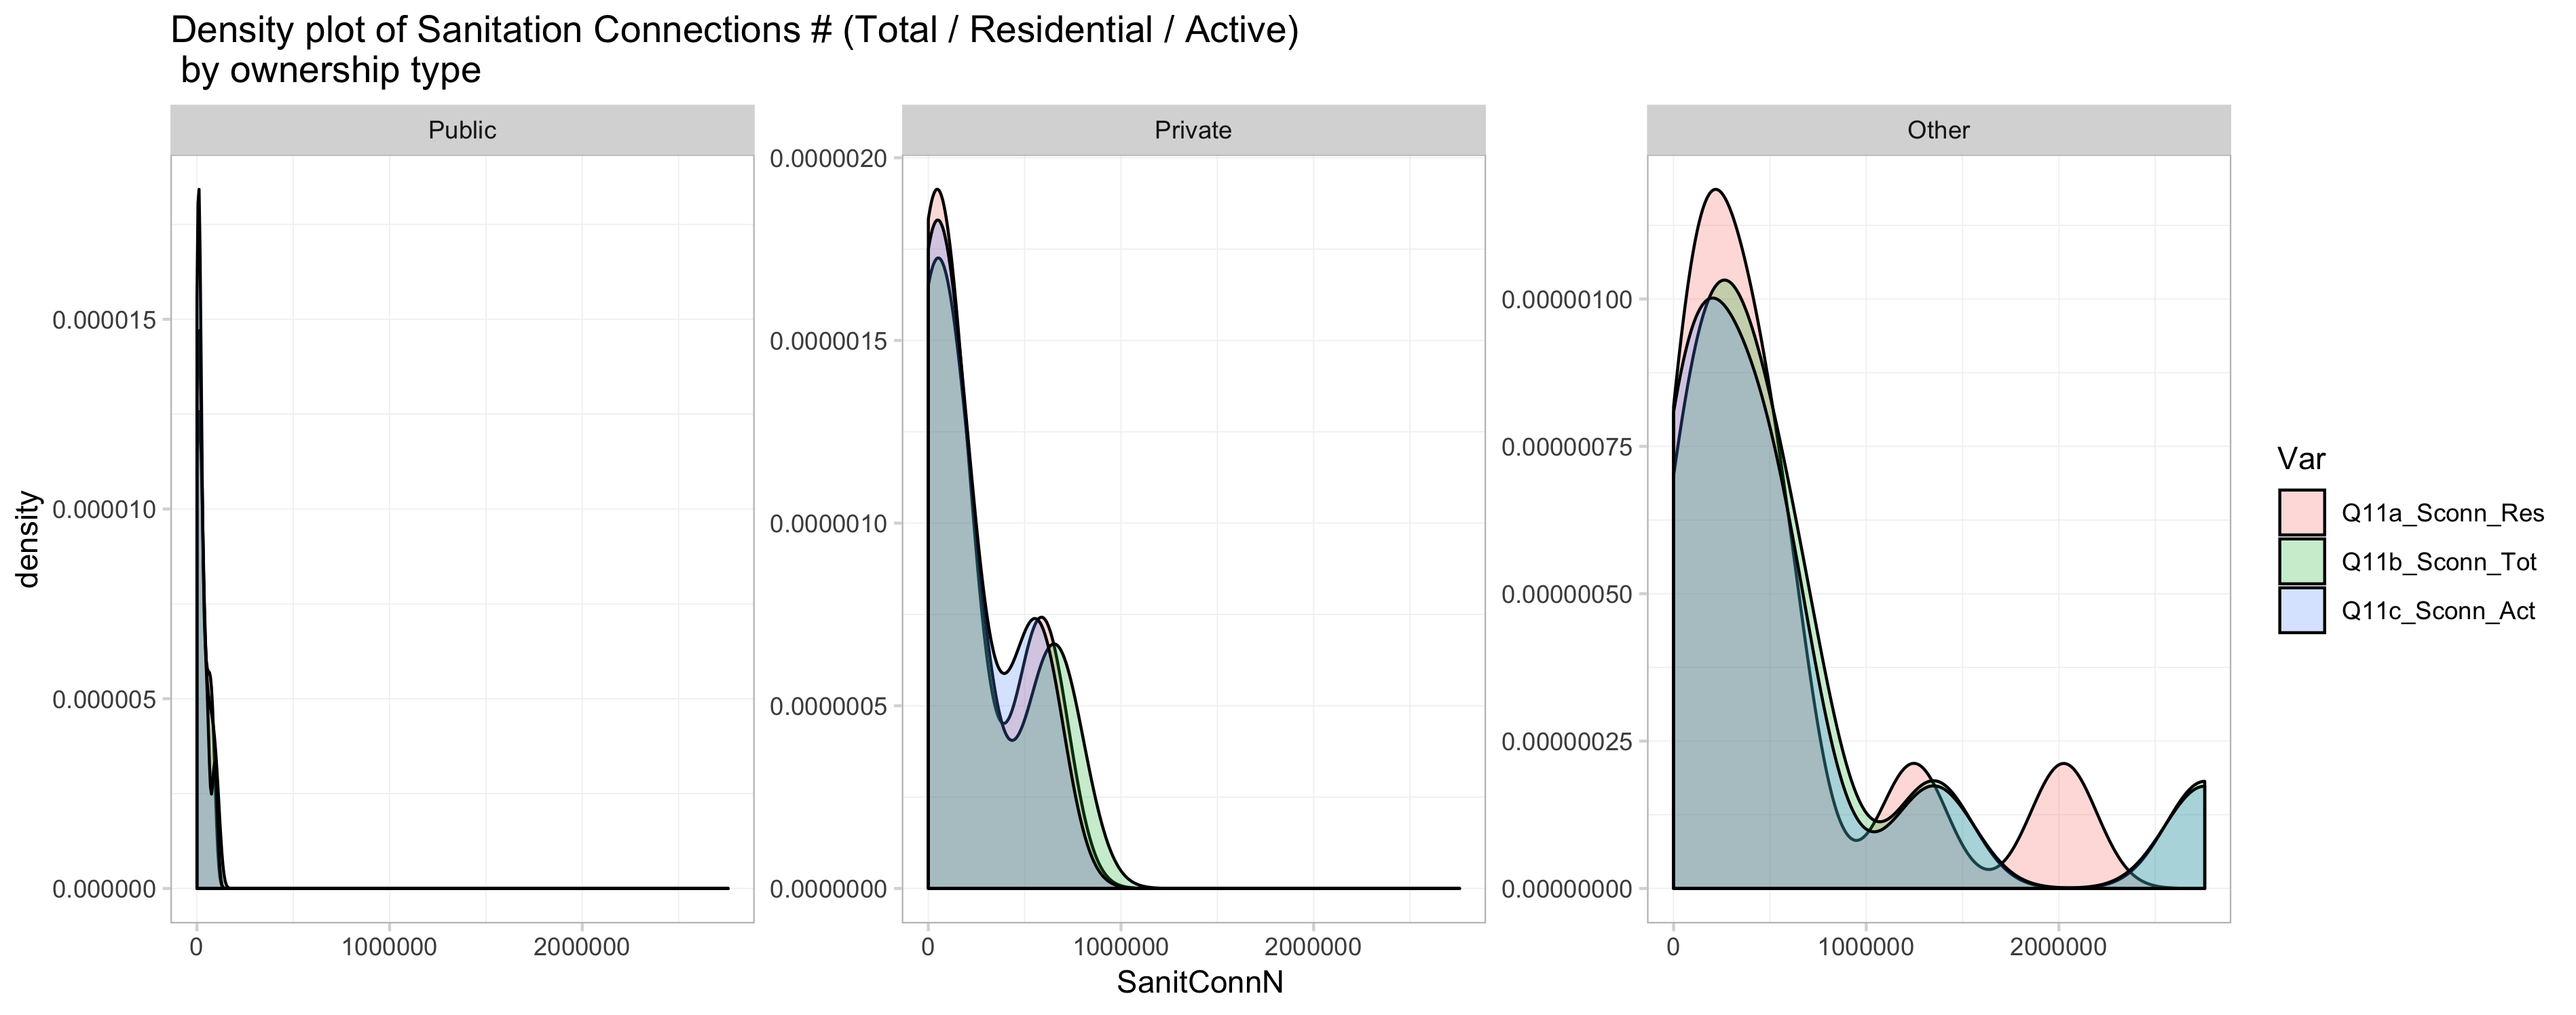 Density plot of Sanitation Connections # (Total / Residential / Active)
by ownership type
Public
Private
Other
density
0.000015
0.000010
0.000005
0.000000
0 1000000 2000000
0.0000020
0.0000015
0.0000010
0.0000005
0.0000000
0 1000000 2000000
0.00000100
0.00000075
0.00000050
0.00000025
0.00000000
0 1000000 2000000
SanitConnN
Var
Q11a_Sconn_Res
Q11b_Sconn_Tot
Q11c_Sconn_Act